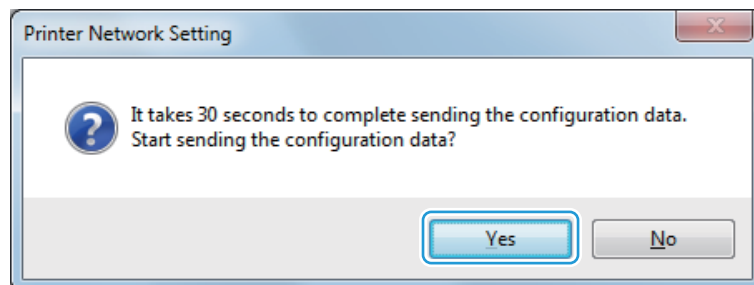 Printer Network Setting
It takes 30 seconds to complete sending the configuration data.
Start sending the configuration data?
Yes
No